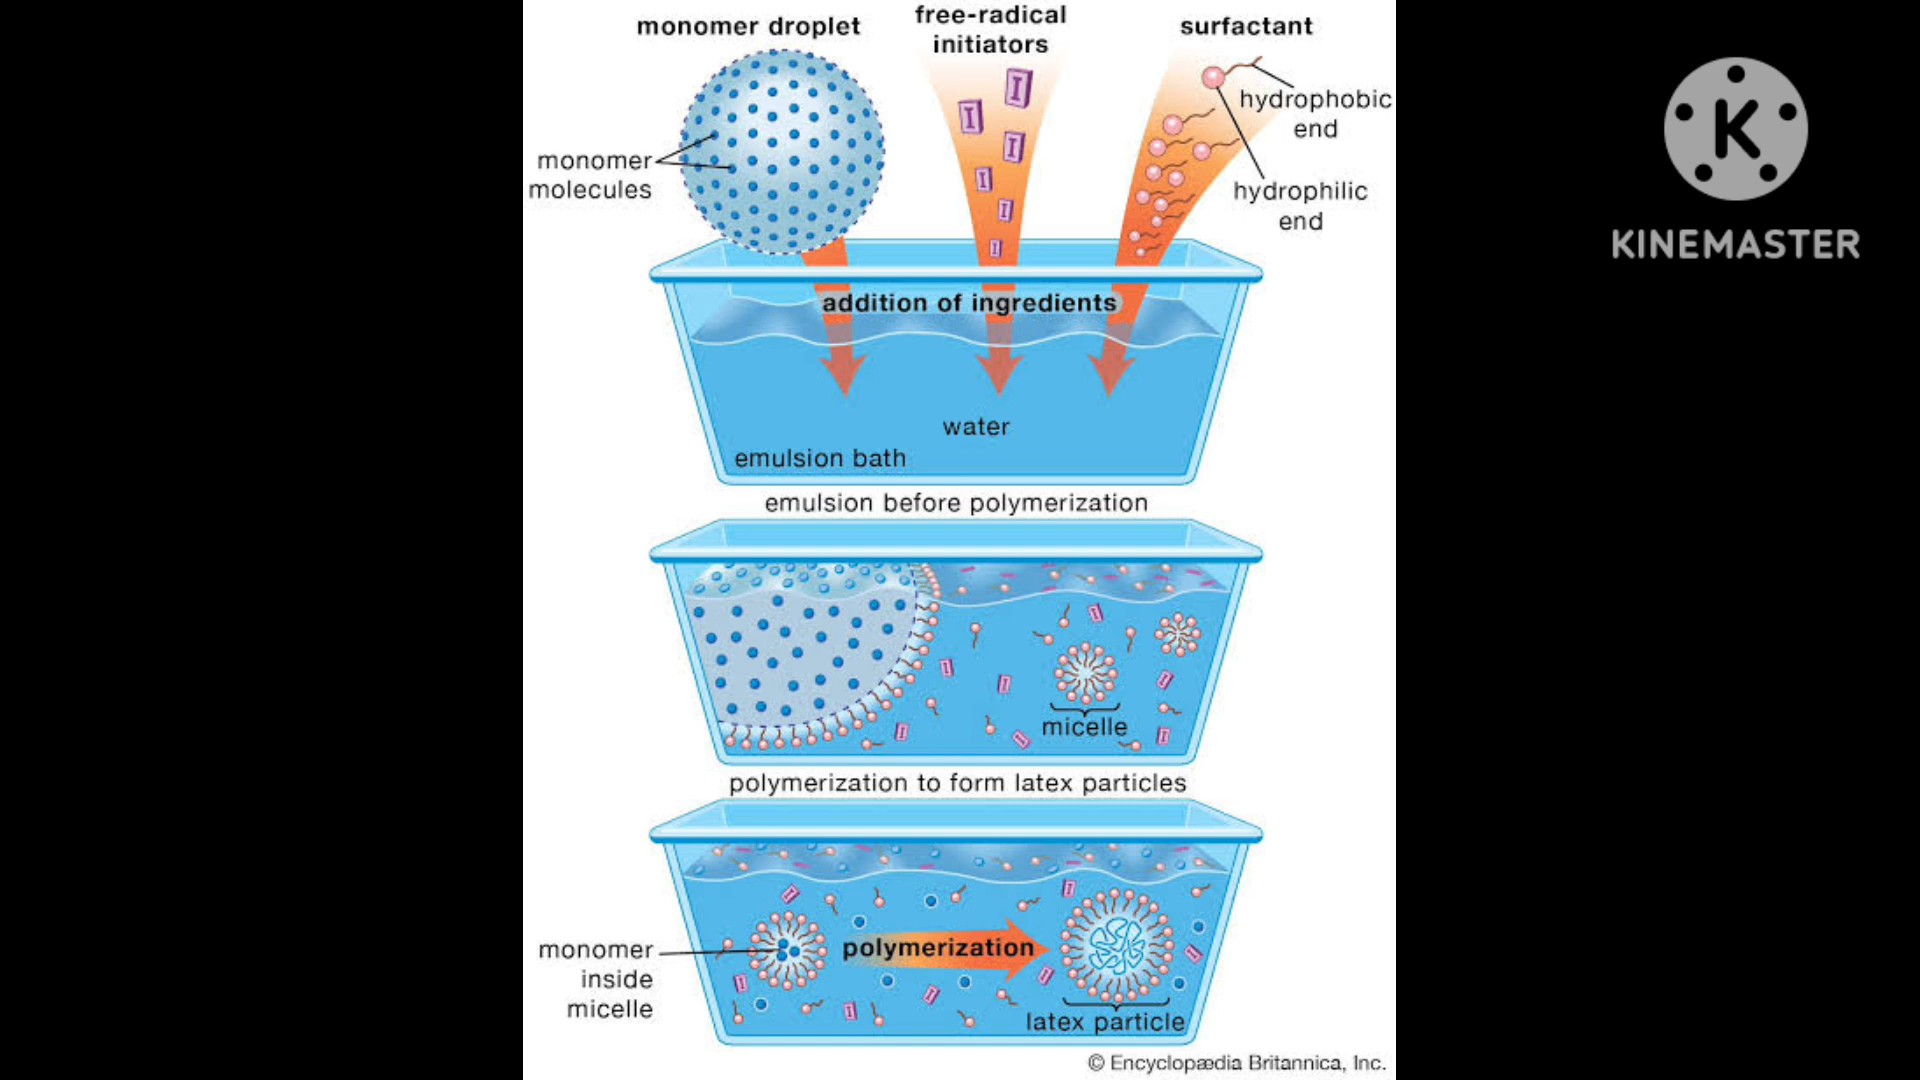 monomer droplet
free-radical
initiators
surfactant
hydrophobic
end
monomer
molecules
hydrophilic
end
K
KINEMASTER
addition of ingredients
water
emulsion bath
emulsion before polymerization
micelle
polymerization to form latex particles
monomer
inside
micelle
polymerization
latex particle
© Encyclopædia Britannica, Inc.